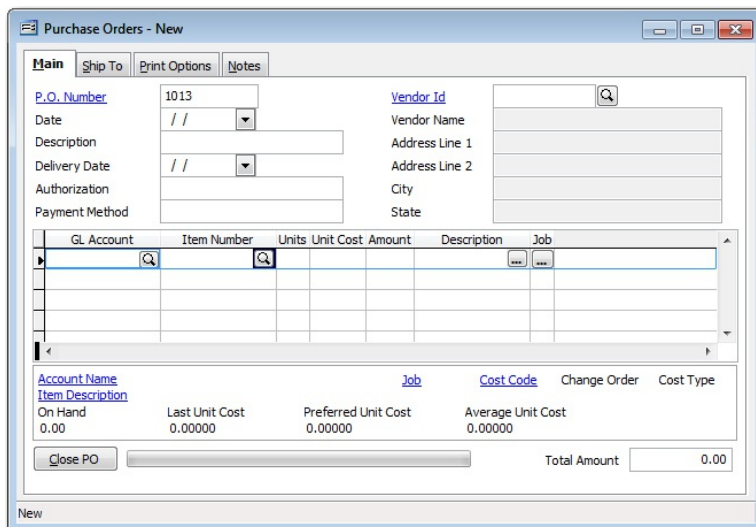 Purchase Orders - New
Main Ship To Print Options Notes
P.O. Number 1013 Vendor Id
Date / / Vendor Name
Description Address Line 1
Delivery Date / / Address Line 2
Authorization City
Payment Method State
GL Account Item Number Units Unit Cost Amount Description Job
... ...
Account Name Job Cost Code Change Order Cost Type
Item Description
On Hand Last Unit Cost Preferred Unit Cost Average Unit Cost
0.00 0.00000 0.00000 0.00000
Close PO Total Amount 0.00
New